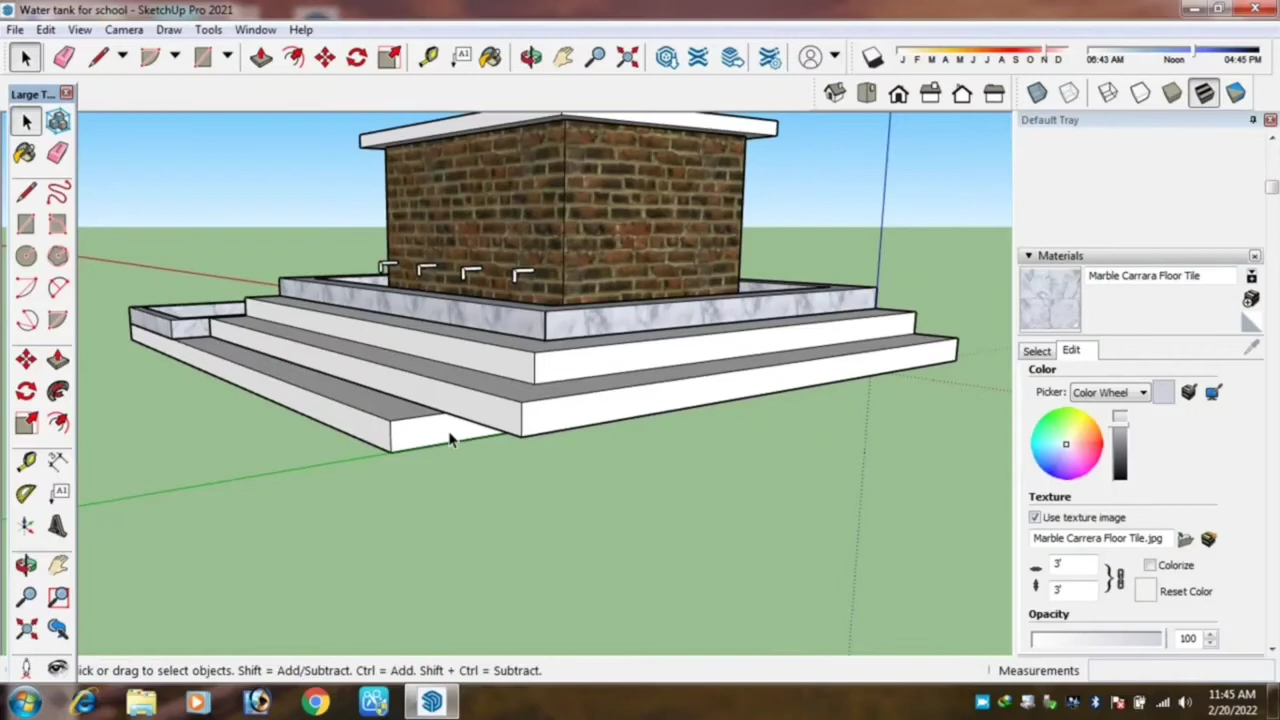 Water tank for school - SketchUp Pro 2021
File Edit View Camera Draw Tools Window Help
A1
J F M A M J J A S O N D
06:43 AM Noon 04:45 PM
Large T...
Default Tray
Materials
Marble Carrara Floor Tile
Select Edit
Color
Picker: Color Wheel
A1
Texture
Use texture image
Marble Carrera Floor Tile.jpg
3'
Colorize
3'
Reset Color
Opacity
100
ick or drag to select objects. Shift = Add/Subtract. Ctrl = Add. Shift + Ctrl = Subtract.
Measurements
11:45 AM
2/20/2022